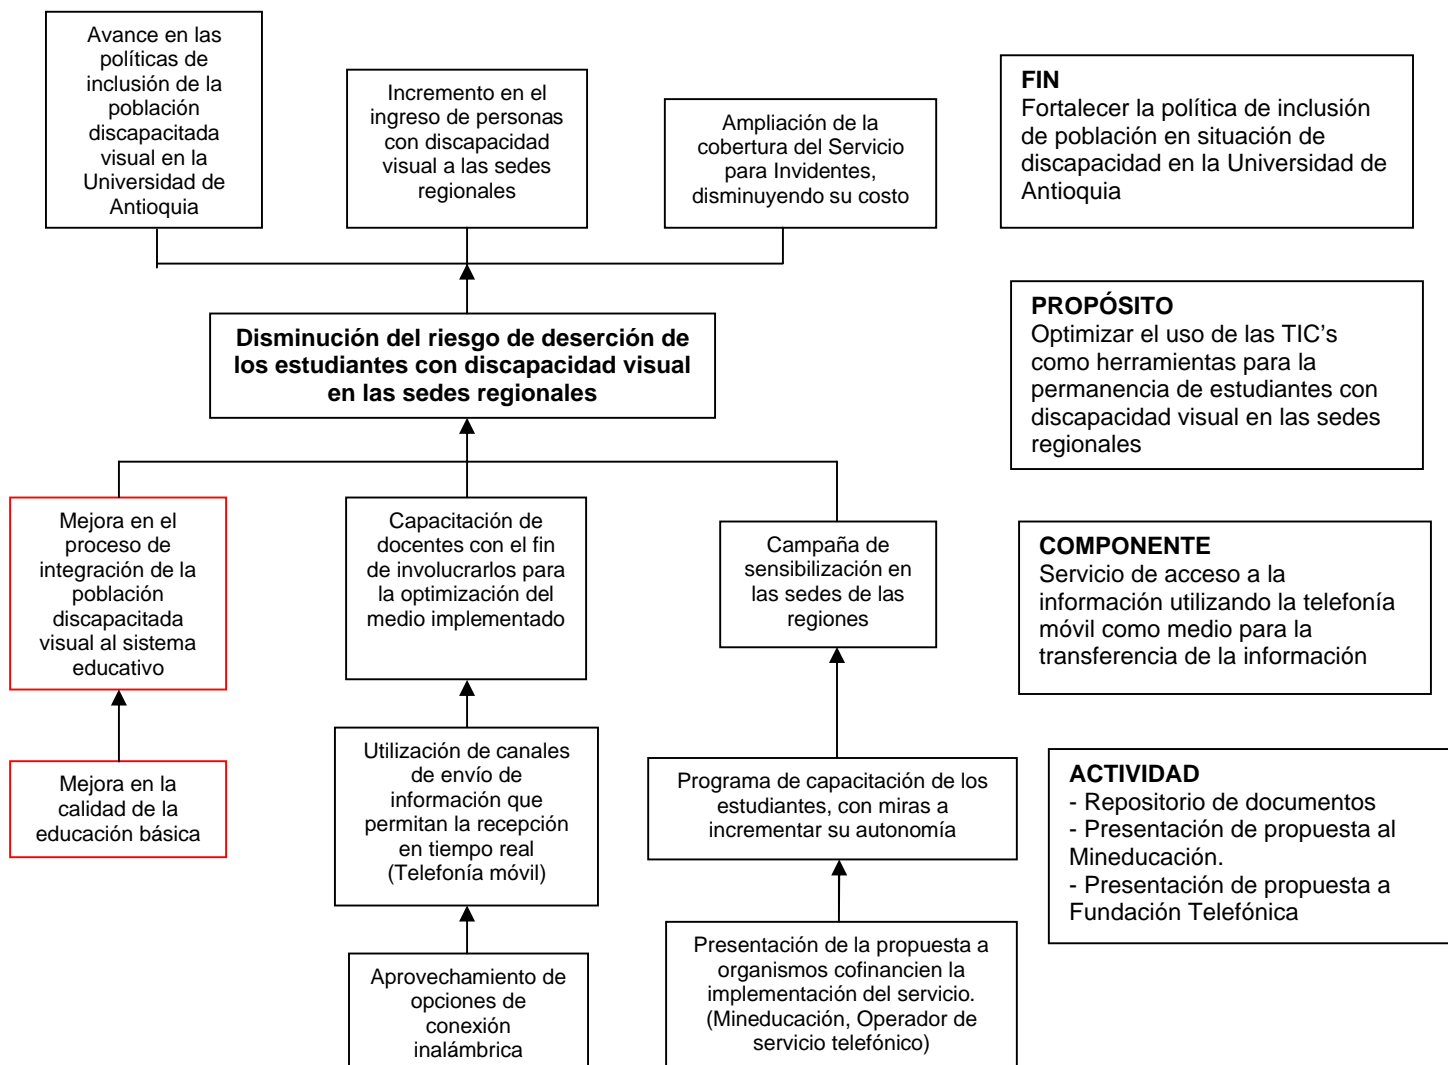 Avance en las
políticas de
inclusión de la
población
discapacitada
visual en la
Universidad de
Antioquia
Incremento en el
ingreso de personas
con discapacidad
visual a las sedes
regionales
Ampliación de la
cobertura del Servicio
para Invidentes,
disminuyendo su costo
FIN
Fortalecer la política de inclusión
de población en situación de
discapacidad en la Universidad de
Antioquia
Disminución del riesgo de deserción de
los estudiantes con discapacidad visual
en las sedes regionales
PROPÓSITO
Optimizar el uso de las TIC’s
como herramientas para la
permanencia de estudiantes con
discapacidad visual en las sedes
regionales
Mejora en el
proceso de
integración de la
población
discapacitada
visual al sistema
educativo
Capacitación de
docentes con el fin
de involucrarlos para
la optimización del
medio implementado
Campaña de
sensibilización en
las sedes de las
regiones
COMPONENTE
Servicio de acceso a la
información utilizando la telefonía
móvil como medio para la
transferencia de la información
Mejora en la
calidad de la
educación básica
Utilización de canales
de envío de
información que
permitan la recepción
en tiempo real
(Telefonía móvil)
Programa de capacitación de los
estudiantes, con miras a
incrementar su autonomía
ACTIVIDAD
- Repositorio de documentos
- Presentación de propuesta al
Mineducación.
- Presentación de propuesta a
Fundación Telefónica
Aprovechamiento de
opciones de
conexión
inalámbrica
Presentación de la propuesta a
organismos cofinancien la
implementación del servicio.
(Mineducación, Operador de
servicio telefónico)